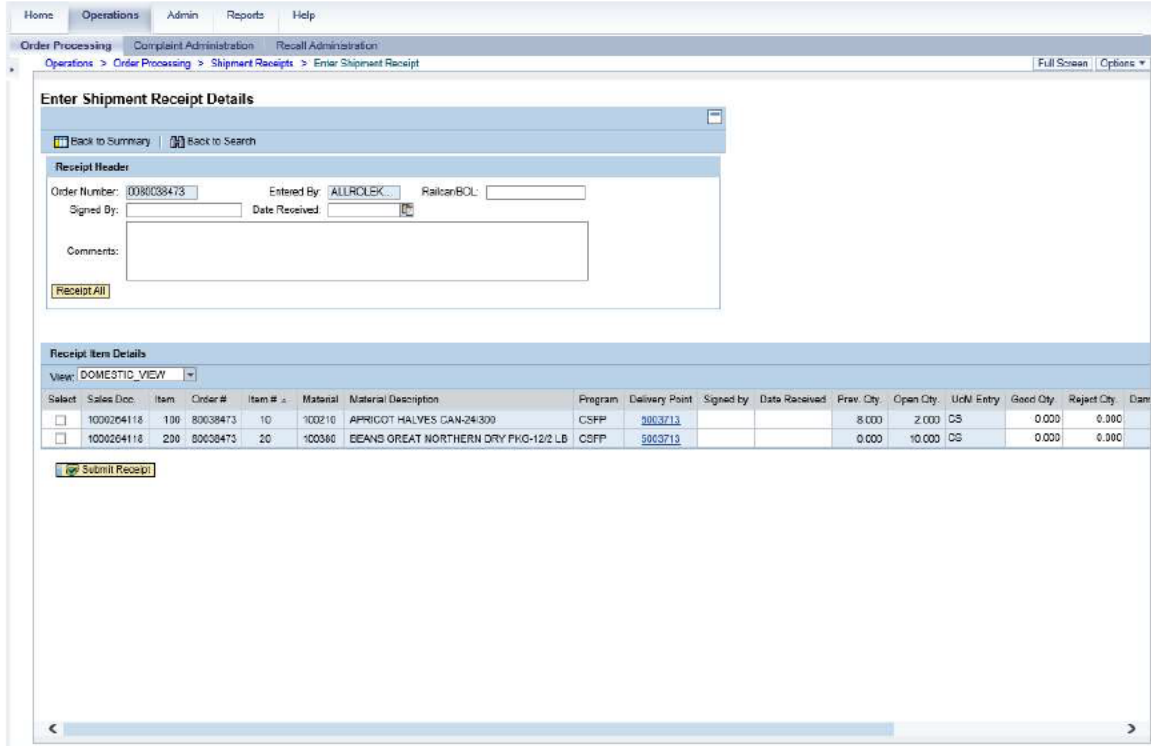 Home Operations Admin Reports Help
Order Processing Complaint Administration Recall Administration
Operations > Order Processing > Shipment Receipts > Enter Shipment Receipt Full Screen Options
Enter Shipment Receipt Details
Back to Summary Back to Search
Receipt Header
Order Number: 0080038473 Entered By: ALLROLEK... Railcar/BOL:
Signed By: Date Received:
Comments:
Receipt All
Receipt Item Details
View: DOMESTIC_VIEW
Select Sales Doc. Item Order # Item # Material Material Description Program Delivery Point Signed by Date Received Prev. Qty. Open Qty. UoM Entry Good Qty Reject Qty. Dam
1000264118 100 80038473 10 100210 APRICOT HALVES CAN-24/300 CSFP 5003713 8.000 2.000 CS 0.000 0.000
1000264118 200 80038473 20 100380 BEANS GREAT NORTHERN DRY PKG-12/2 LB CSFP 5003713 0.000 10.000 CS 0.000 0.000
Submit Receipt